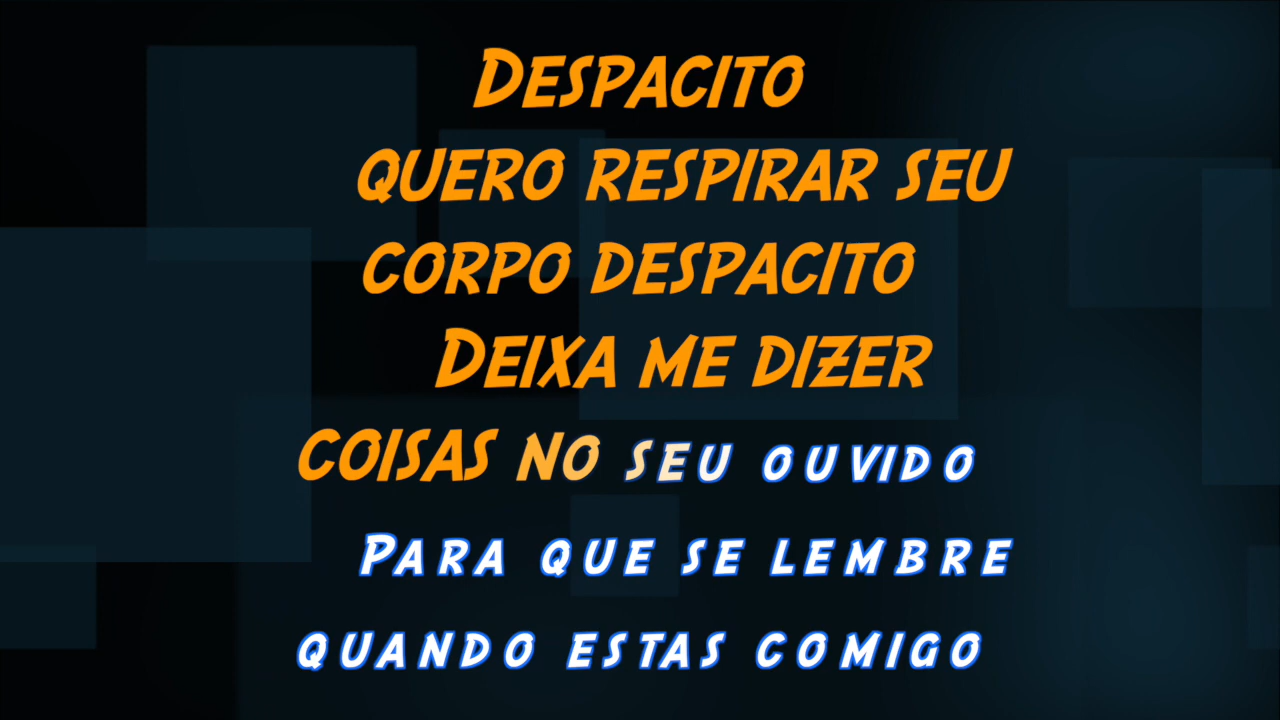 Despacito
quero respirar seu
corpo despacito
Deixa me dizer
coisas no seu ouvido
Para que se lembre
quando estas comigo